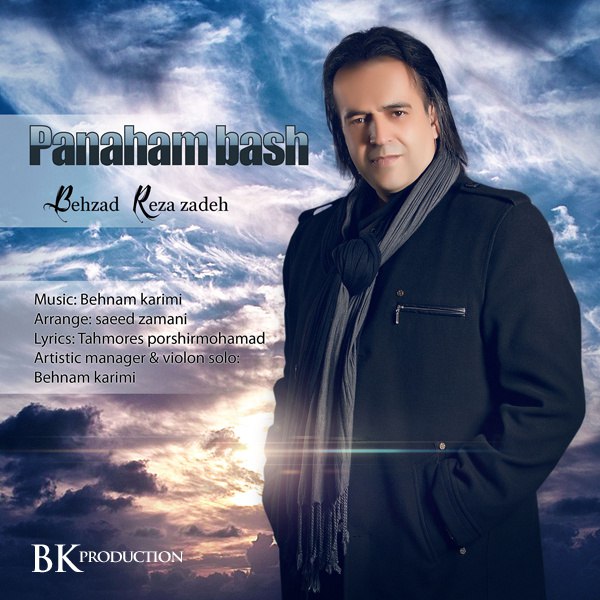 Panaham bash
Behzad Reza zadeh
Music: Behnam karimi
Arrange: saeed zamani
Lyrics: Tahmores porshirmohamad
Artistic manager & violon solo:
Behnam karimi
BK PRODUCTION